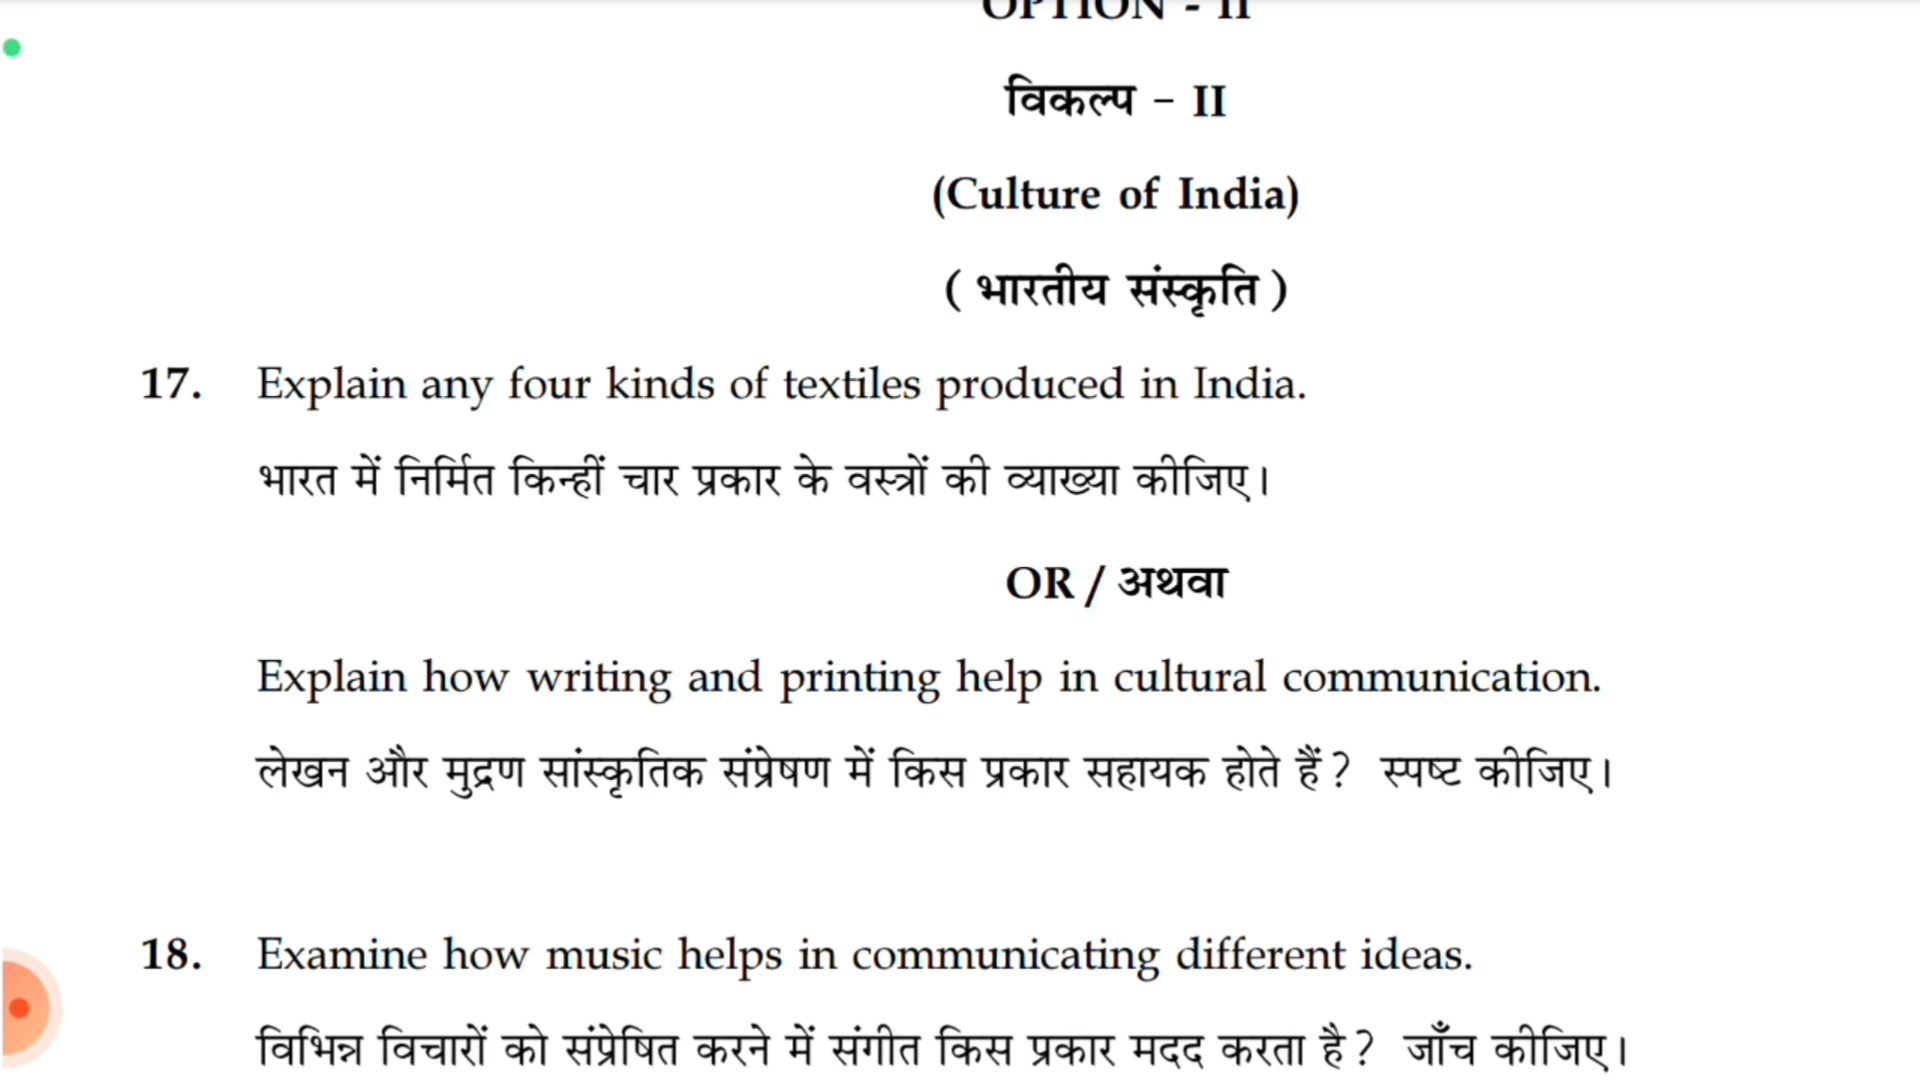 OPTION - II
विकल्प – II
(Culture of India)
( भारतीय संस्कृति )
17. Explain any four kinds of textiles produced in India.
भारत में निर्मित किन्हीं चार प्रकार के वस्त्रों की व्याख्या कीजिए।
OR / अथवा
Explain how writing and printing help in cultural communication.
लेखन और मुद्रण सांस्कृतिक संप्रेषण में किस प्रकार सहायक होते हैं ? स्पष्ट कीजिए।
18. Examine how music helps in communicating different ideas.
विभिन्न विचारों को संप्रेषित करने में संगीत किस प्रकार मदद करता है ? जाँच कीजिए।